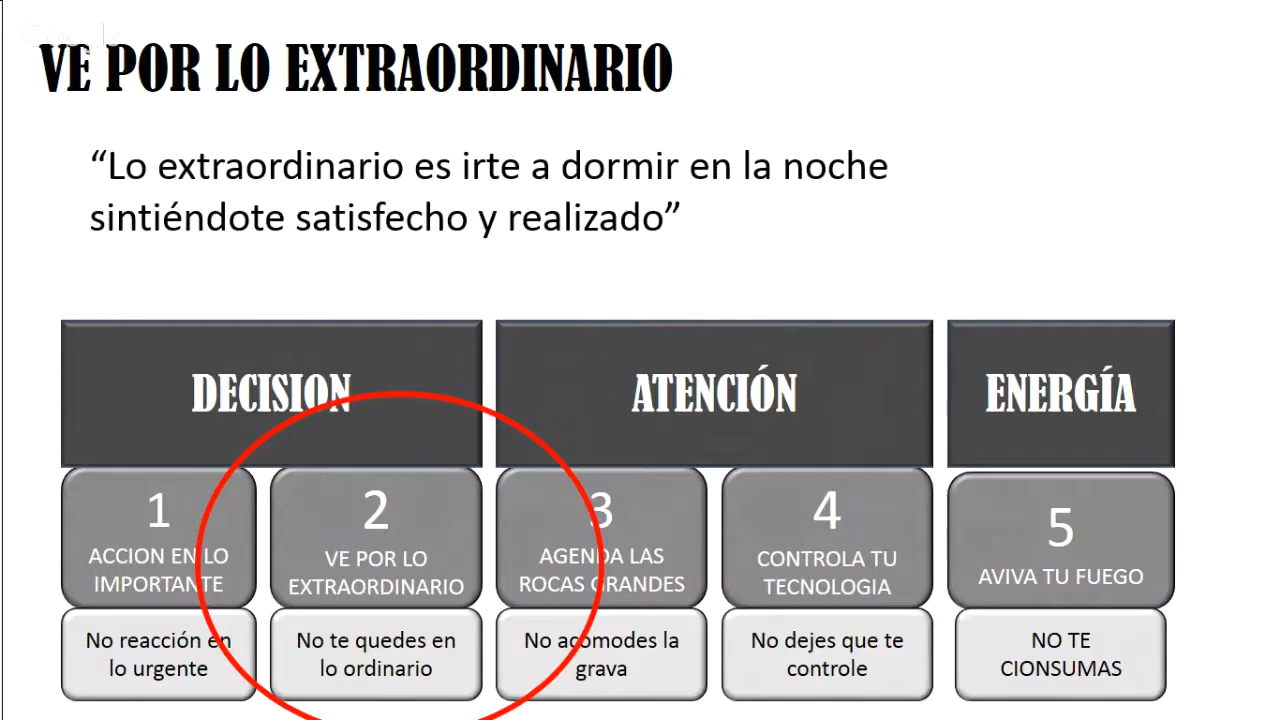 VE POR LO EXTRAORDINARIO
“Lo extraordinario es irte a dormir en la noche
sintiéndote satisfecho y realizado”
DECISION
ATENCIÓN
ENERGÍA
1
ACCION EN LO
IMPORTANTE
No reacción en
lo urgente
2
VE POR LO
EXTRAORDINARIO
No te quedes en
lo ordinario
3
AGENDA LAS
ROCAS GRANDES
No acomodes la
grava
4
CONTROLA TU
TECNOLOGIA
No dejes que te
controle
5
AVIVA TU FUEGO
NO TE
CIONSUMAS